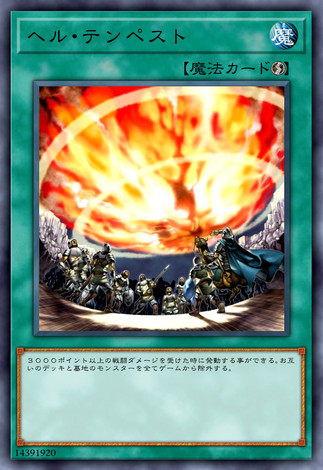 ヘル・テンペスト
魔
【魔法カード】
３０００ポイント以上の戦闘ダメージを受けた時に発動する事ができる。お互
いのデッキと墓地のモンスターを全てゲームから除外する。
14391920